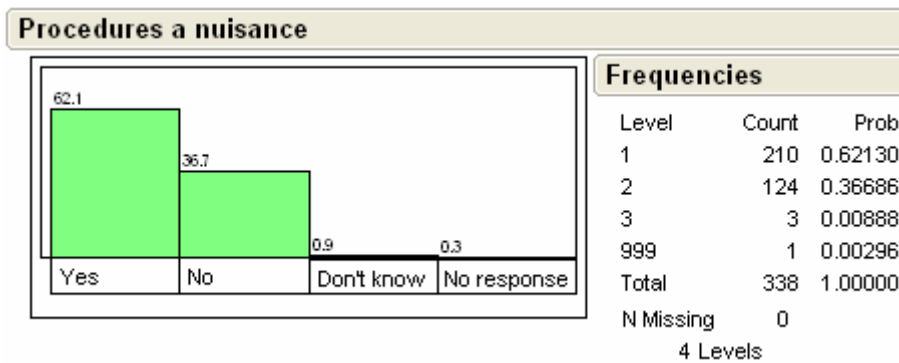 Procedures a nuisance
62.1
36.7
0.9
0.3
Yes No Don't know No response
Frequencies
Level Count Prob
1 210 0.62130
2 124 0.36686
3 3 0.00888
999 1 0.00296
Total 338 1.00000
N Missing 0
4 Levels